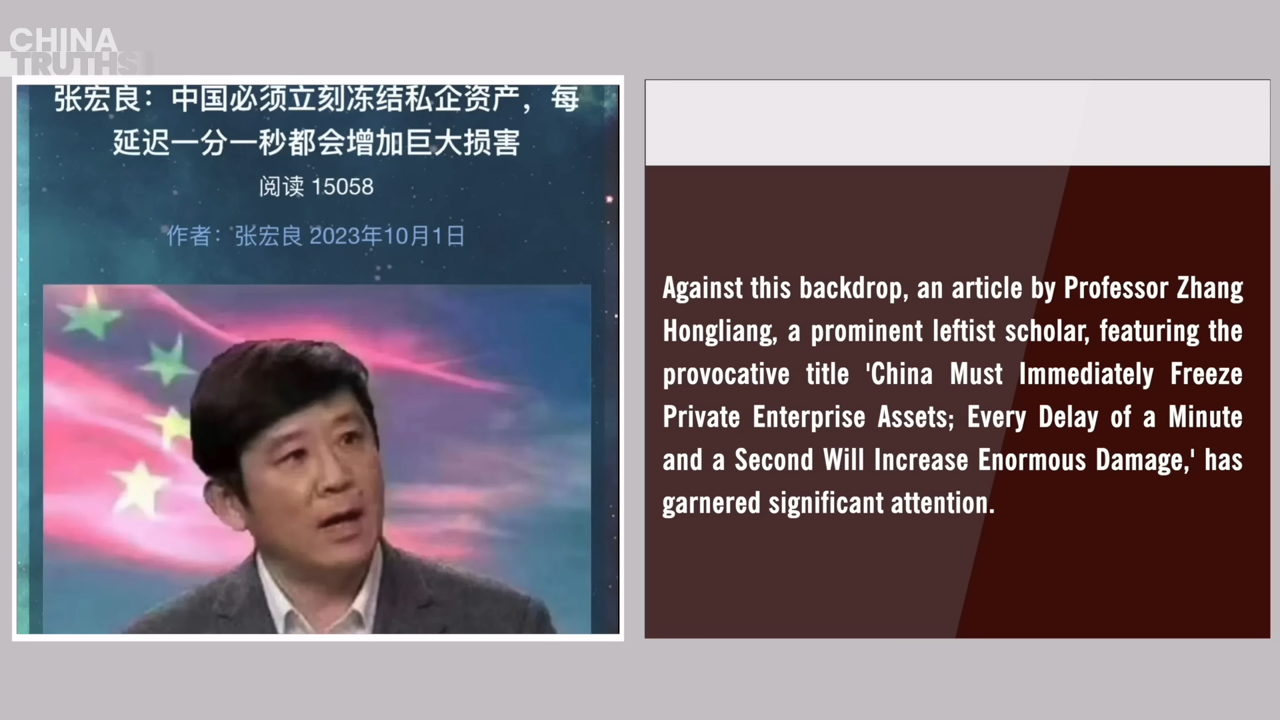 CHINA
TRUTHS
张宏良：中国必须立刻冻结私企资产，每
延迟一分一秒都会增加巨大损害
阅读 15058
作者：张宏良 2023年10月1日
Against this backdrop, an article by Professor Zhang
Hongliang, a prominent leftist scholar, featuring the
provocative title 'China Must Immediately Freeze
Private Enterprise Assets; Every Delay of a Minute
and a Second Will Increase Enormous Damage,' has
garnered significant attention.